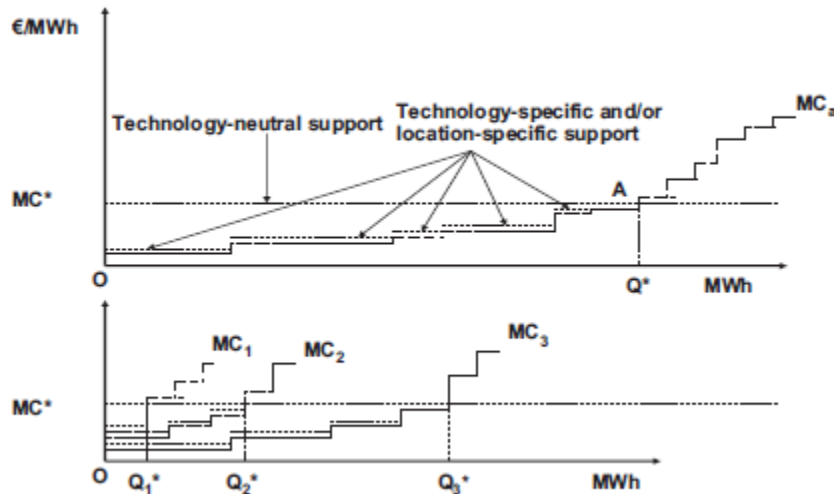 €/MWh
Technology-neutral support
Technology-specific and/or
location-specific support
MCa
MC*
A
O
Q*
MWh
MC1
MC2
MC3
MC*
O
Q1*
Q2*
Q3*
MWh